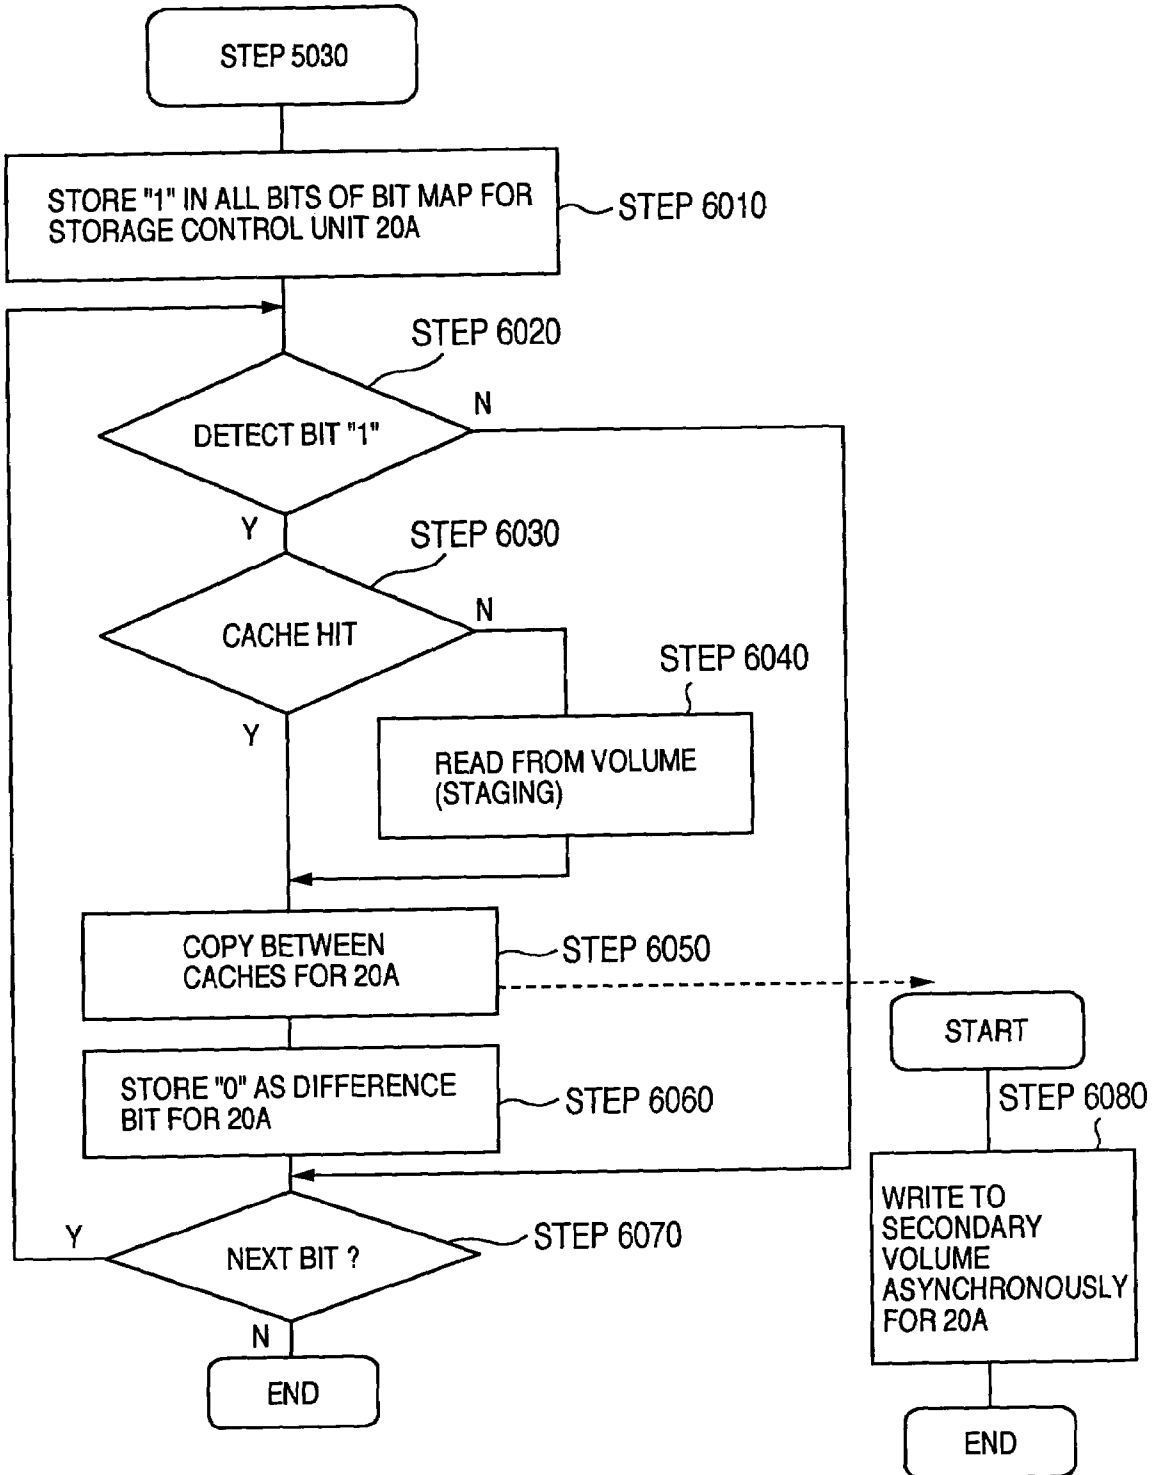 STEP 5030
STORE "1" IN ALL BITS OF BIT MAP FOR
STORAGE CONTROL UNIT 20A
STEP 6010
STEP 6020
DETECT BIT "1"
N
Y
STEP 6030
CACHE HIT
N
Y
STEP 6040
READ FROM VOLUME
(STAGING)
COPY BETWEEN
CACHES FOR 20A
STEP 6050
STORE "0" AS DIFFERENCE
BIT FOR 20A
STEP 6060
NEXT BIT ?
STEP 6070
Y
N
END
START
STEP 6080
WRITE TO
SECONDARY
VOLUME
ASYNCHRONOUSLY
FOR 20A
END